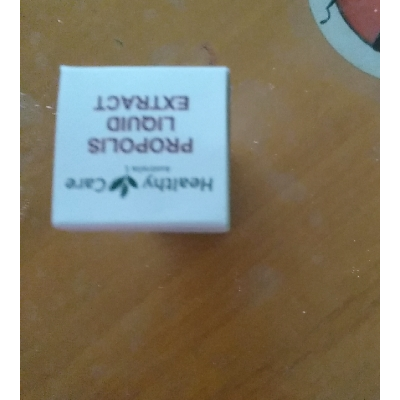 Healthy Care
PROPOLIS
LIQUID
EXTRACT